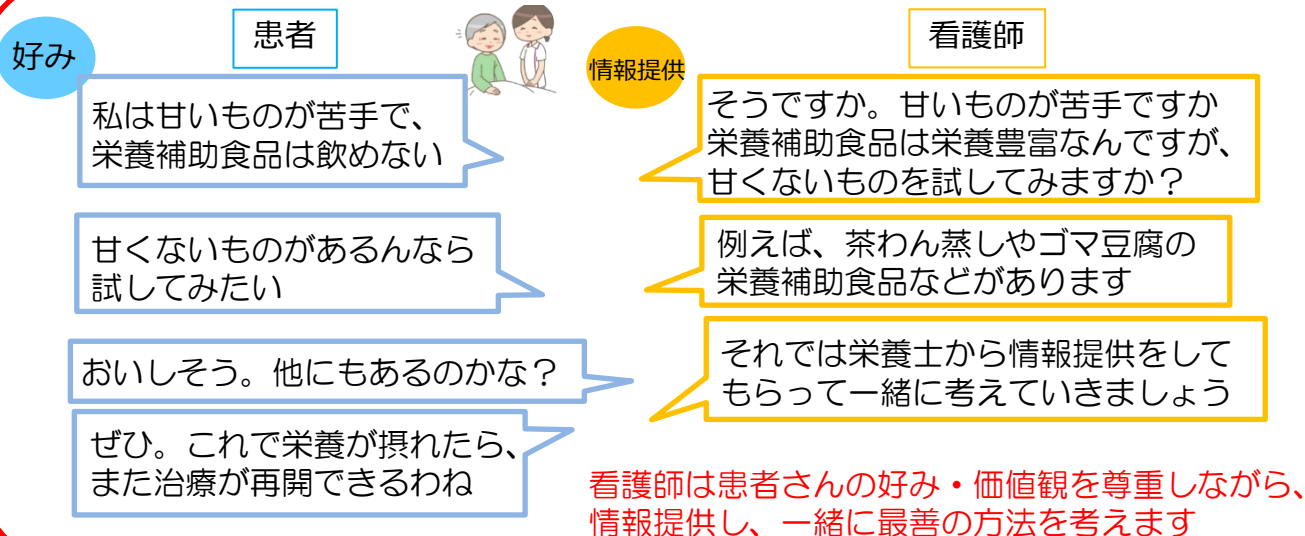 好み
患者
情報提供
看護師
私は甘いものが苦手で、
栄養補助食品は飲めない
そうですか。甘いものが苦手ですか
栄養補助食品は栄養豊富なんですが、
甘くないものを試してみますか？
甘くないものがあるんなら
試してみたい
例えば、茶わん蒸しやゴマ豆腐の
栄養補助食品などがあります
おいしそう。他にもあるのかな？
それでは栄養士から情報提供をして
もらって一緒に考えていきましょう
ぜひ。これで栄養が摂れたら、
また治療が再開できるわね
看護師は患者さんの好み・価値観を尊重しながら、
情報提供し、一緒に最善の方法を考えます